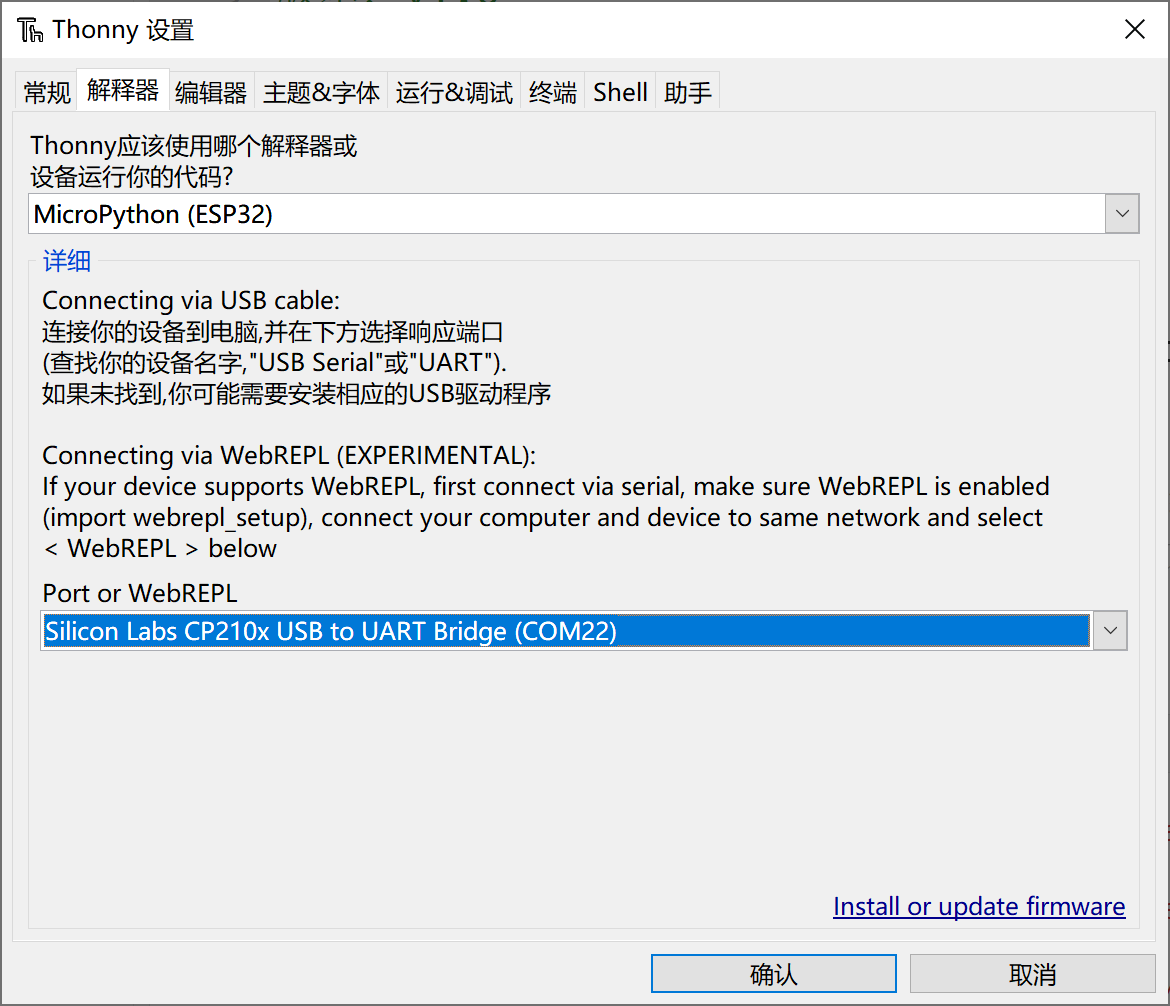 Thonny 设置
常规 解释器 编辑器 主题&字体 运行&调试 终端 Shell 助手
Thonny应该使用哪个解释器或
设备运行你的代码?
MicroPython (ESP32)
详细
Connecting via USB cable:
连接你的设备到电脑,并在下方选择响应端口
(查找你的设备名字,"USB Serial"或"UART").
如果未找到,你可能需要安装相应的USB驱动程序
Connecting via WebREPL (EXPERIMENTAL):
If your device supports WebREPL, first connect via serial, make sure WebREPL is enabled
(import webrepl_setup), connect your computer and device to same network and select
< WebREPL > below
Port or WebREPL
Silicon Labs CP210x USB to UART Bridge (COM22)
Install or update firmware
确认 取消